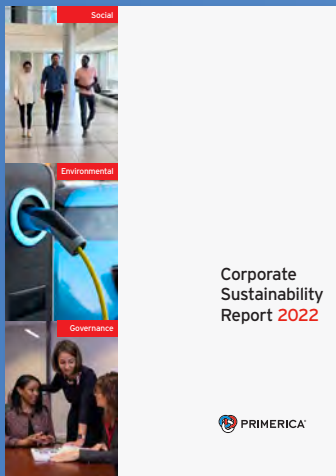 Social
Environmental
Governance
Corporate
Sustainability
Report 2022
PRIMERICA